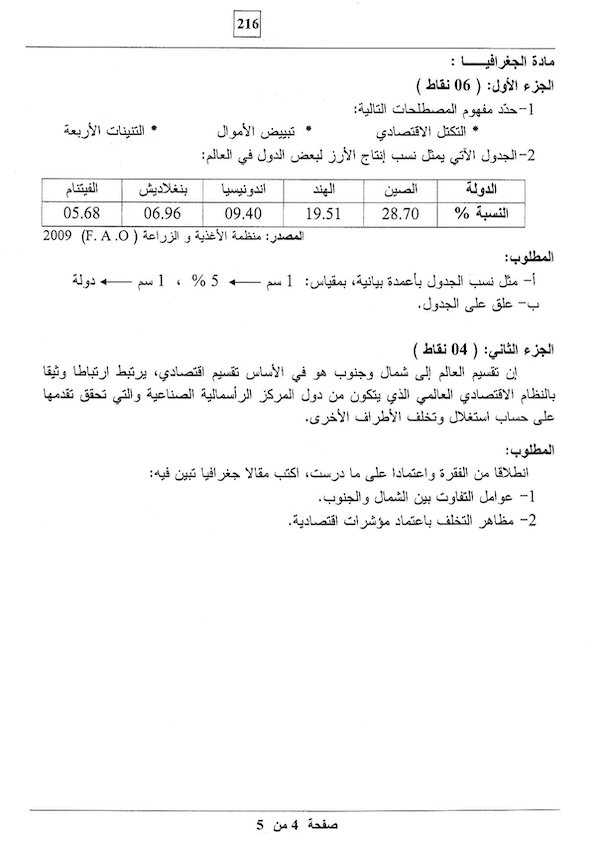 216
مادة الجغرافيـــا :
الجزء الأول: ( 06 نقاط )
1-حدّد مفهوم المصطلحات التالية:
* التكتل الاقتصادي * تبييض الأموال * التنينات الأربعة
2-الجدول الآتي يمثل نسب إنتاج الأرز لبعض الدول في العالم:
الدولة الصين الهند اندونيسيا بنغلاديش الفيتنام
النسبة % 28.70 19.51 09.40 06.96 05.68
المصدر: منظمة الأغذية و الزراعة ( F. A .O) 2009
المطلوب:
أ- مثل نسب الجدول بأعمدة بيانية، بمقياس: 1 سم ← 5 % ، 1 سم ← دولة
ب- علق على الجدول.
الجزء الثاني: ( 04 نقاط )
إن تقسيم العالم إلى شمال وجنوب هو في الأساس تقسيم اقتصادي، يرتبط ارتباطا وثيقا
بالنظام الاقتصادي العالمي الذي يتكون من دول المركز الرأسمالية الصناعية والتي تحقق تقدمها
على حساب استغلال وتخلف الأطراف الأخرى.
المطلوب:
انطلاقا من الفقرة واعتمادا على ما درست، اكتب مقالا جغرافيا تبين فيه:
1- عوامل التفاوت بين الشمال والجنوب.
2- مظاهر التخلف باعتماد مؤشرات اقتصادية.
صفحة 4 من 5